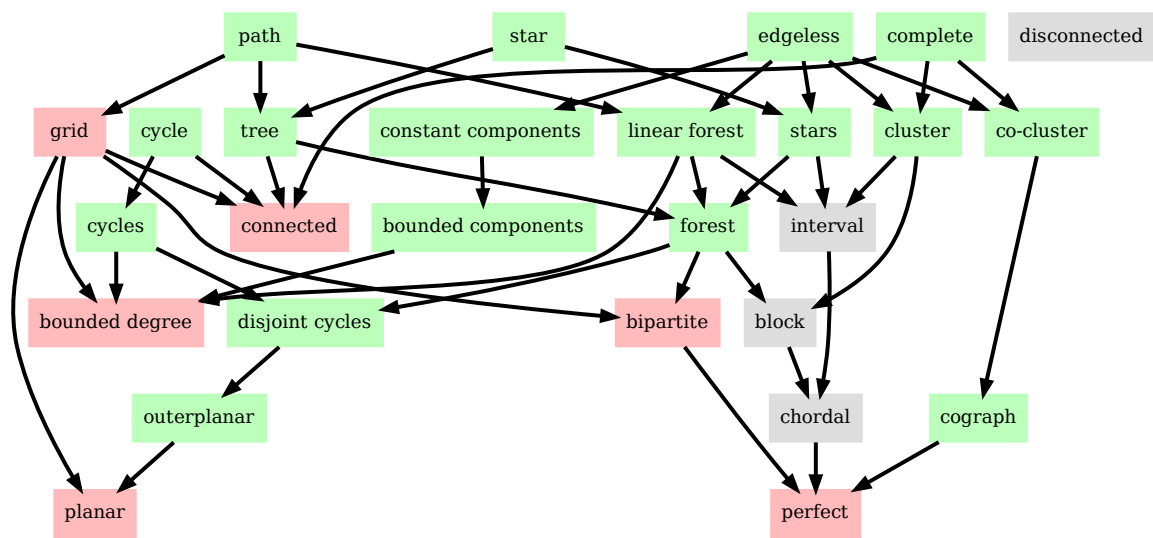 path
star
edgeless
complete
disconnected
grid
cycle
tree
constant components
linear forest
stars
cluster
co-cluster
cycles
connected
bounded components
forest
interval
bounded degree
disjoint cycles
bipartite
block
outerplanar
chordal
cograph
planar
perfect